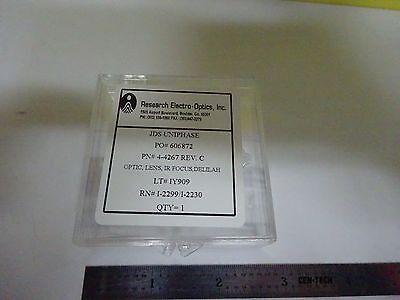 Research Electro-Optics, Inc.
JDS UNIPHASE
PO# 606872
PN# 4-4267 REV. C
OPTIC, LENS, IR FOCUS, DELILAH
LT# IY909
RN# I-2299/I-2230
QTY= 1
1
2
3
CEN-TECH